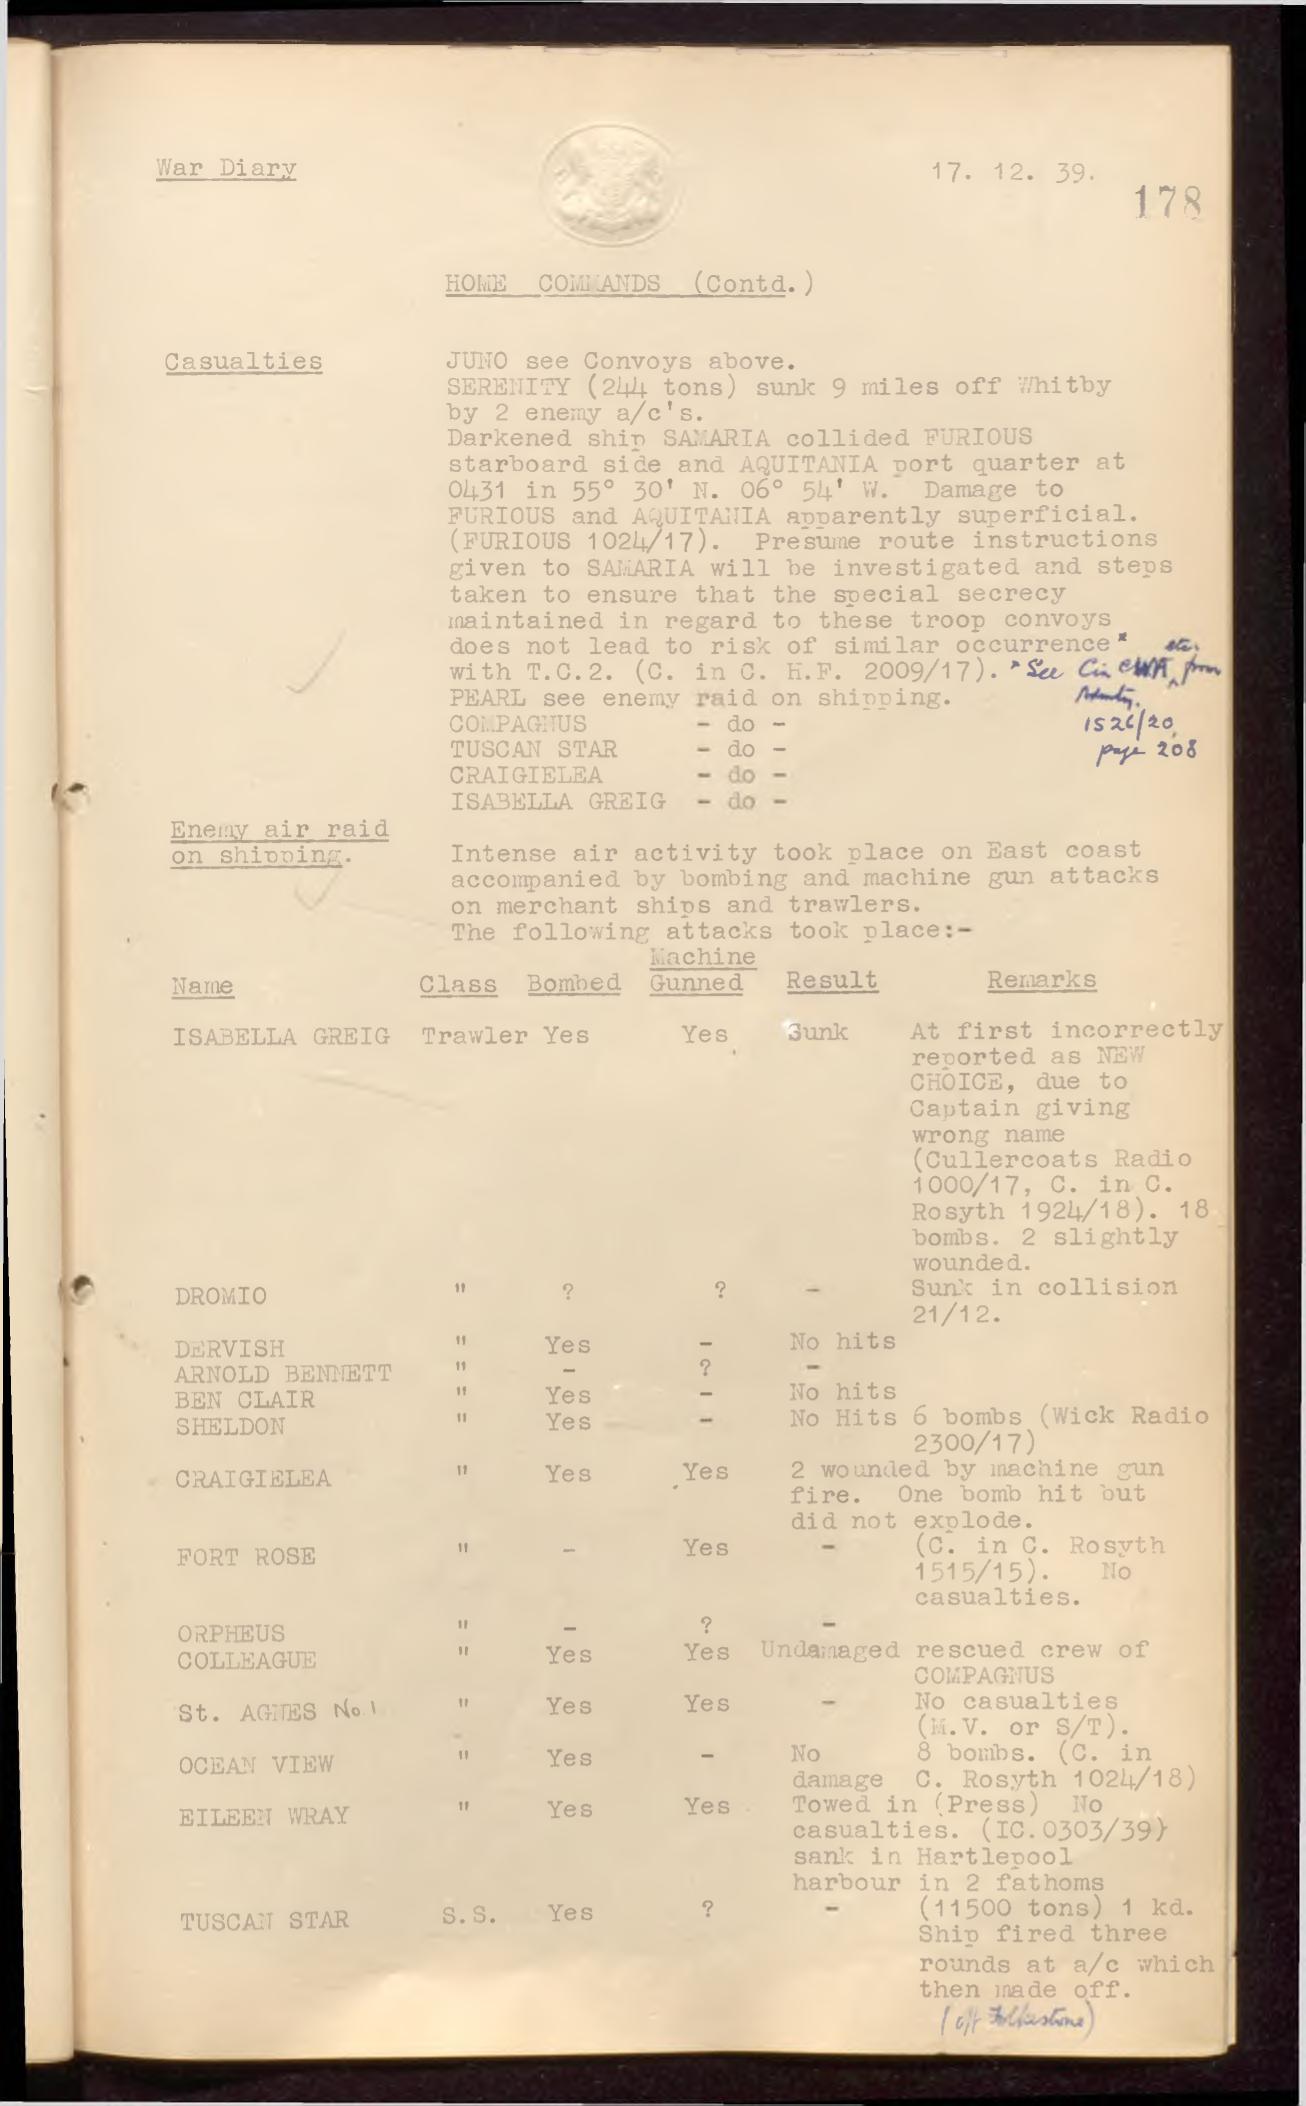 War Diary
17. 12. 39.
178
HOME COMMANDS (Contd.)
Casualties
JUNO see Convoys above.
SERENITY (244 tons) sunk 9 miles off Whitby
by 2 enemy a/c's.
Darkened ship SAMARIA collided FURIOUS
starboard side and AQUITANIA port quarter at
0431 in 55° 30' N. 06° 54' W. Damage to
FURIOUS and AQUITANIA apparently superficial.
(FURIOUS 1024/17). Presume route instructions
given to SAMARIA will be investigated and steps
taken to ensure that the special secrecy
maintained in regard to these troop convoys
does not lead to risk of similar occurrence*
with T.C.2. (C. in C. H.F. 2009/17). *See C in C WA, etc. from
Admty.
1526/20
page 208
PEARL see enemy raid on shipping.
COMPAGNUS - do -
TUSCAN STAR - do -
CRAIGIELEA - do -
ISABELLA GREIG - do -
Enemy air raid
on shipping.
Intense air activity took place on East coast
accompanied by bombing and machine gun attacks
on merchant ships and trawlers.
The following attacks took place:-
Name Class Bombed Machine Gunned Result Remarks
ISABELLA GREIG Trawler Yes Yes Sunk At first incorrectly
reported as NEW
CHOICE, due to
Captain giving
wrong name
(Cullercoats Radio
1000/17, C. in C.
Rosyth 1924/18). 18
bombs. 2 slightly
wounded.
DROMIO " ? ? - Sunk in collision
21/12.
DERVISH " Yes - No hits
ARNOLD BENNETT " - ? -
BEN CLAIR " Yes - No hits
SHELDON " Yes - No Hits 6 bombs (Wick Radio
2300/17)
CRAIGIELEA " Yes Yes 2 wounded by machine gun
fire. One bomb hit but
did not explode.
FORT ROSE " - Yes - (C. in C. Rosyth
1515/15). No
casualties.
ORPHEUS " - ? -
COLLEAGUE " Yes Yes Undamaged rescued crew of
COMPAGNUS
St. AGNES No 1 " Yes Yes - No casualties
(M.V. or S/T).
OCEAN VIEW " Yes - No 8 bombs. (C. in
damage C. Rosyth 1024/18)
EILEEN WRAY " Yes Yes Towed in (Press) No
casualties. (IC.0303/39)
sank in Hartlepool
harbour in 2 fathoms
TUSCAN STAR S.S. Yes ? - (11500 tons) 1 kd.
Ship fired three
rounds at a/c which
then made off.
(off Folkestone)